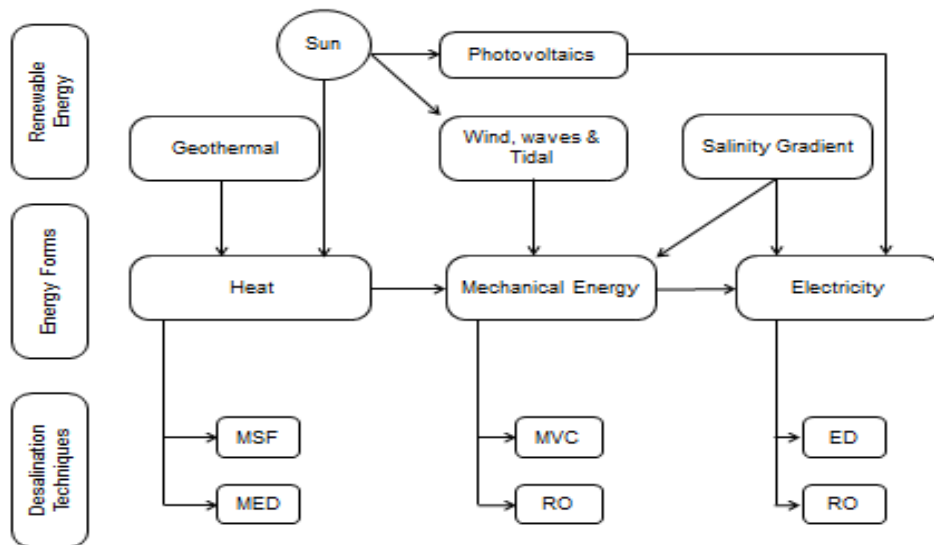 Renewable
Energy
Sun
Photovoltaics
Geothermal
Wind, waves &
Tidal
Salinity Gradient
Energy Forms
Heat
Mechanical Energy
Electricity
Desalination
Techniques
MSF
MVC
ED
MED
RO
RO